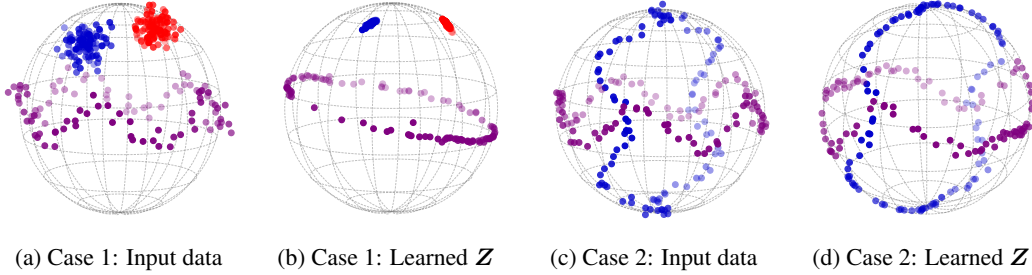 (a) Case 1: Input data
(b) Case 1: Learned Z
(c) Case 2: Input data
(d) Case 2: Learned Z